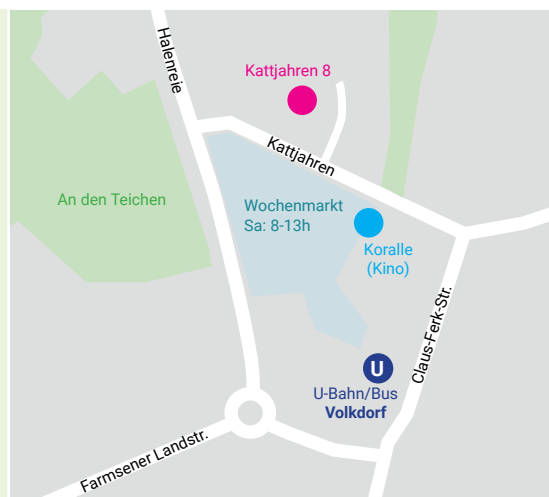 Halenreie
Kattjahren 8
Kattjahren
An den Teichen
Wochenmarkt
Sa: 8-13h
Koralle
(Kino)
Claus-Ferk-Str.
U
U-Bahn/Bus
Volkdorf
Farmsener Landstr.